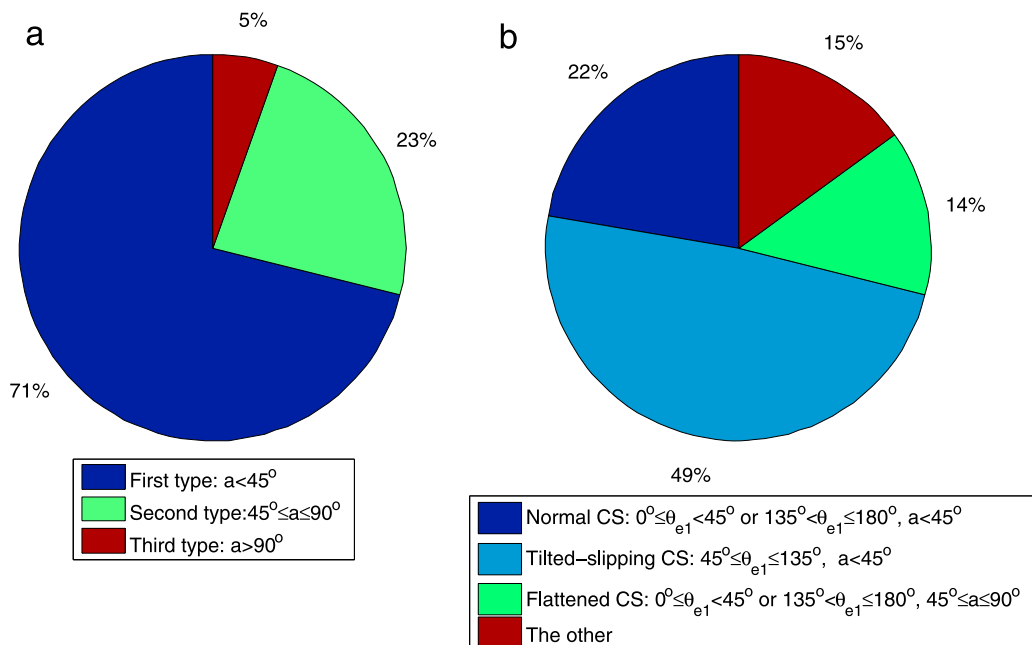 a
5%
23%
71%
First type: a<45°
Second type:45°≤a≤90°
Third type: a>90°
b
15%
22%
14%
49%
Normal CS: 0°≤θe1<45° or 135°<θe1≤180°, a<45°
Tilted−slipping CS: 45°≤θe1≤135°, a<45°
Flattened CS: 0°≤θe1<45° or 135°<θe1≤180°, 45°≤a≤90°
The other